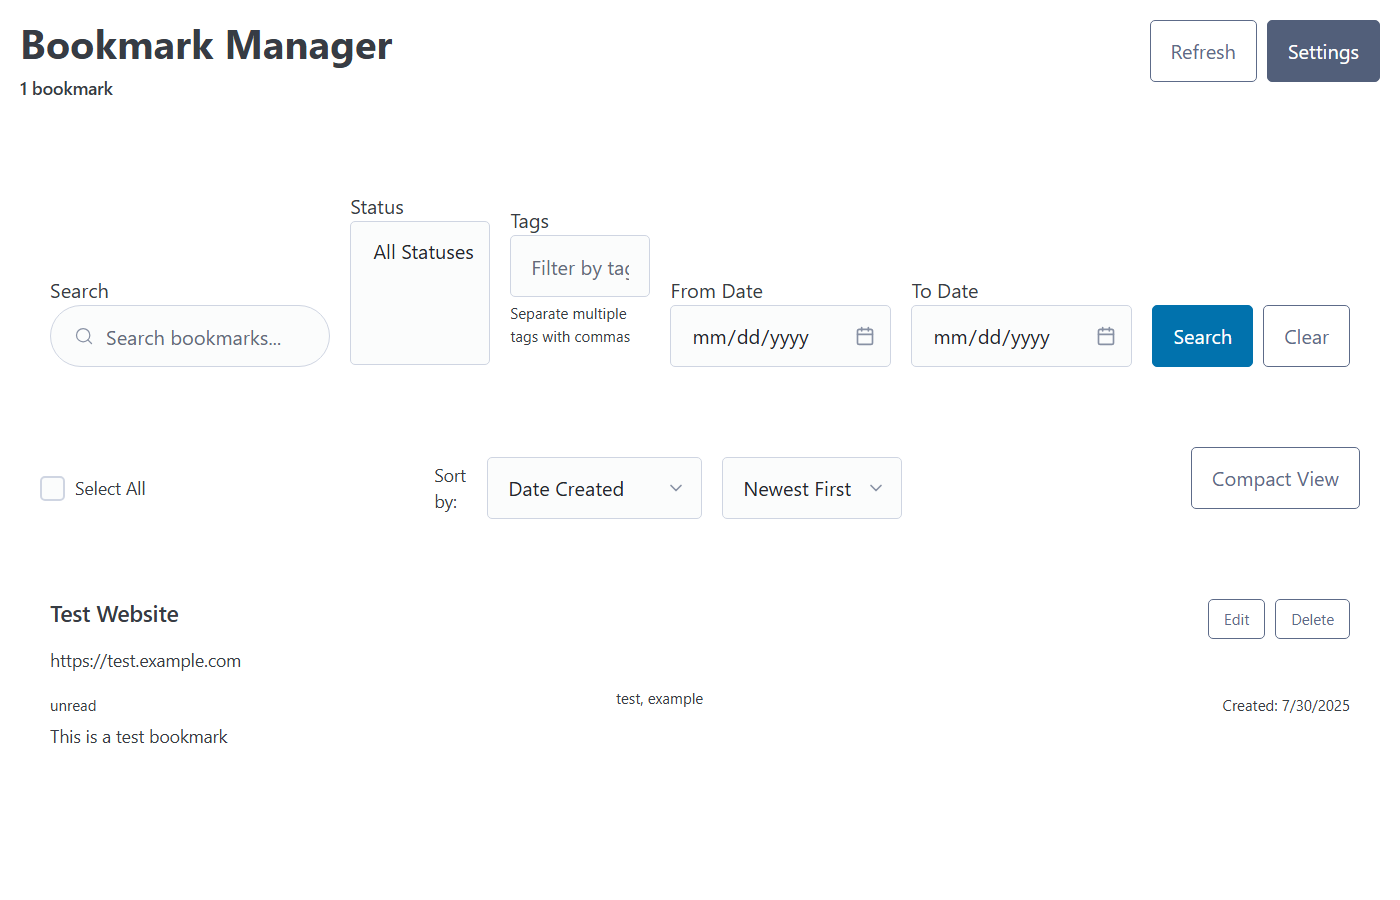 Bookmark Manager
1 bookmark
Refresh
Settings
Search
Search bookmarks...
Status
All Statuses
Tags
Filter by tag
Separate multiple
tags with commas
From Date
mm/dd/yyyy
To Date
mm/dd/yyyy
Search
Clear
Select All
Sort
by:
Date Created
Newest First
Compact View
Test Website
Edit
Delete
https://test.example.com
unread
test, example
Created: 7/30/2025
This is a test bookmark